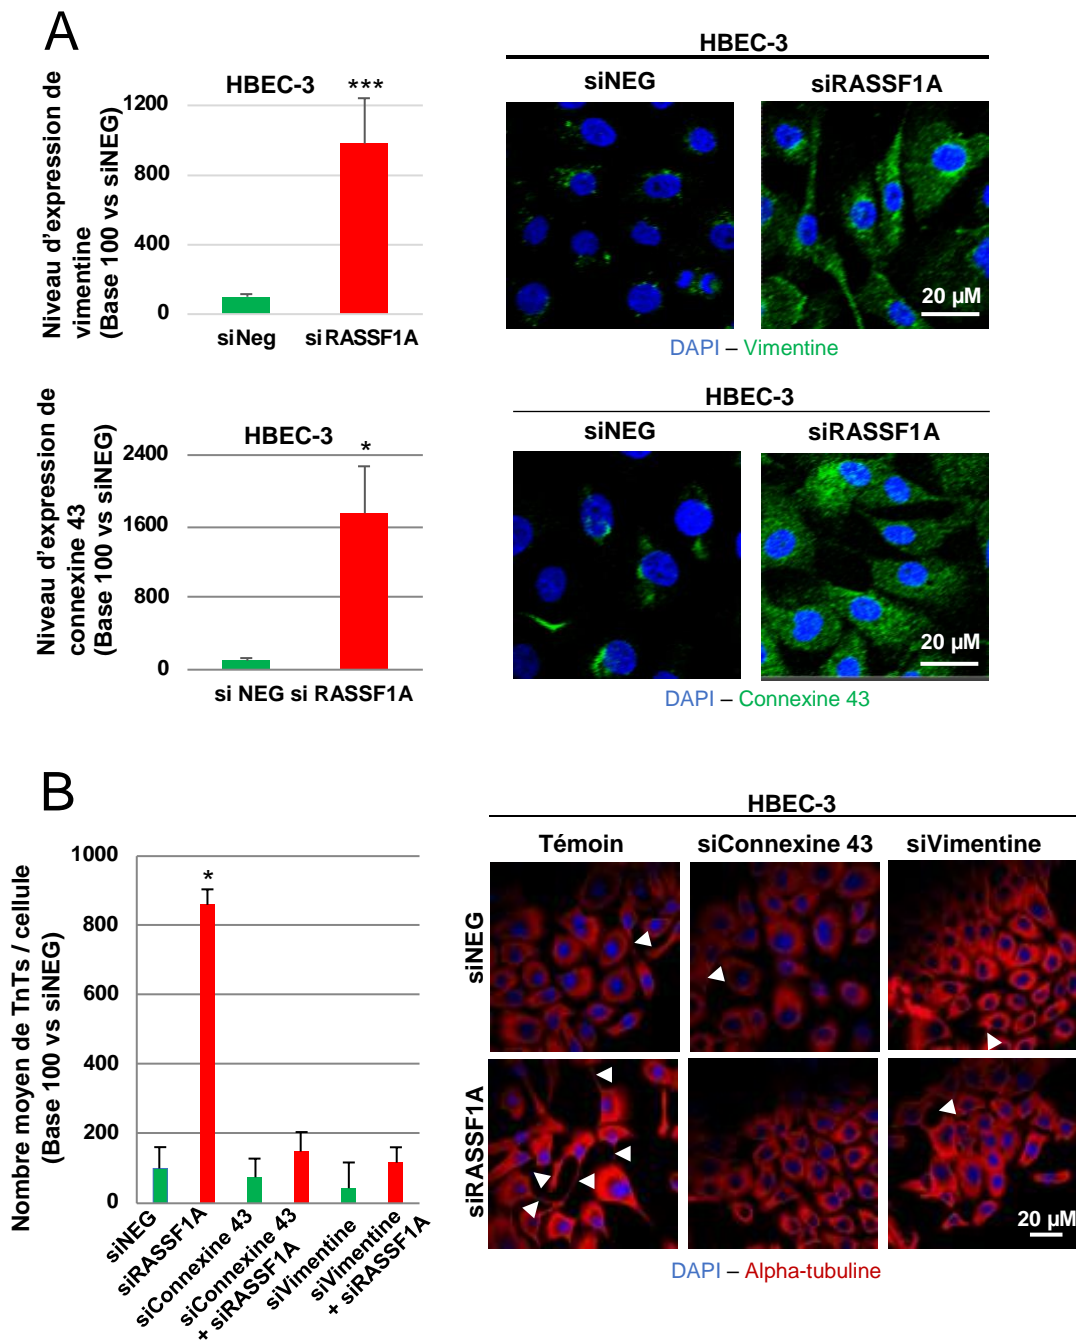 A
Niveau d'expression de
vimentine
(Base 100 vs siNEG)
HBEC-3
***
1200
800
400
0
siNeg
siRASSF1A
HBEC-3
siNEG
siRASSF1A
20 µM
DAPI – Vimentine
Niveau d'expression de
connexine 43
(Base 100 vs siNEG)
HBEC-3
*
2400
1600
800
0
si NEG si RASSF1A
HBEC-3
siNEG
siRASSF1A
20 µM
DAPI – Connexine 43
B
Nombre moyen de TnTs / cellule
(Base 100 vs siNEG)
1000
800
600
400
200
0
*
siNEG
siRASSF1A
siConnexine 43
siConnexine 43
+ siRASSF1A
siVimentine
siVimentine
+ siRASSF1A
HBEC-3
Témoin
siConnexine 43
siVimentine
siNEG
siRASSF1A
20 µM
DAPI – Alpha-tubuline